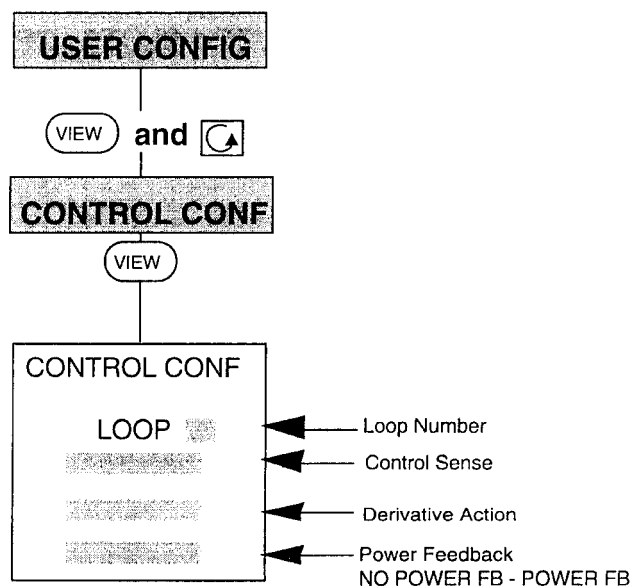 USER CONFIG
VIEW and
CONTROL CONF
VIEW
CONTROL CONF
LOOP
Loop Number
Control Sense
Derivative Action
Power Feedback
NO POWER FB - POWER FB